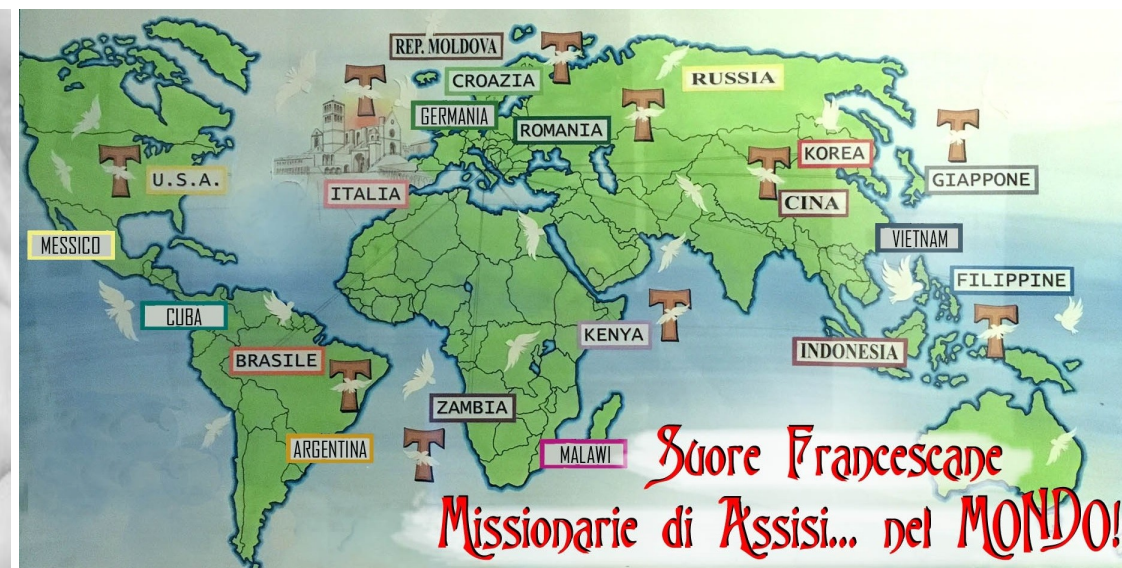 REP. MOLDOVA
CROAZIA
RUSSIA
GERMANIA
ROMANIA
KOREA
U.S.A.
ITALIA
GIAPPONE
CINA
MESSICO
VIETNAM
FILIPPINE
CUBA
KENYA
BRASILE
INDONESIA
ZAMBIA
ARGENTINA
MALAWI
Suore Francescane
Missionarie di Assisi... nel MONDO!